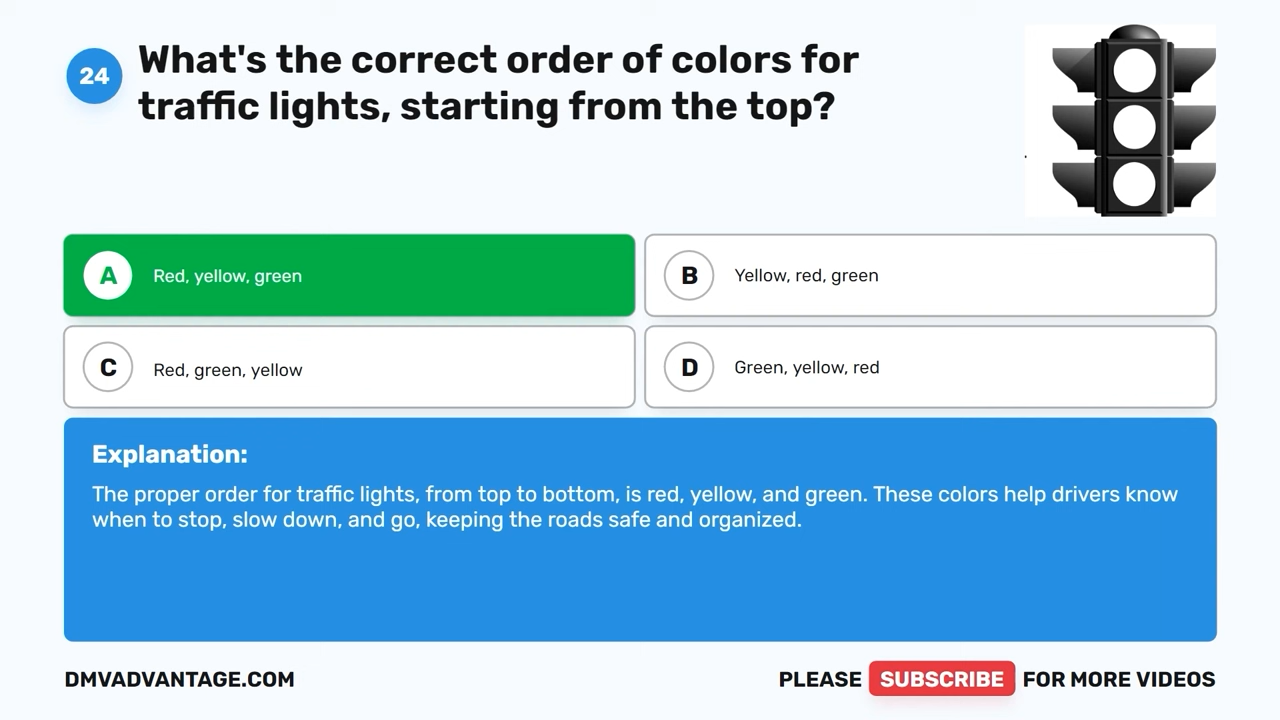 24
What's the correct order of colors for
traffic lights, starting from the top?
A Red, yellow, green
B Yellow, red, green
C Red, green, yellow
D Green, yellow, red
Explanation:
The proper order for traffic lights, from top to bottom, is red, yellow, and green. These colors help drivers know
when to stop, slow down, and go, keeping the roads safe and organized.
DMVADVANTAGE.COM
PLEASE SUBSCRIBE FOR MORE VIDEOS